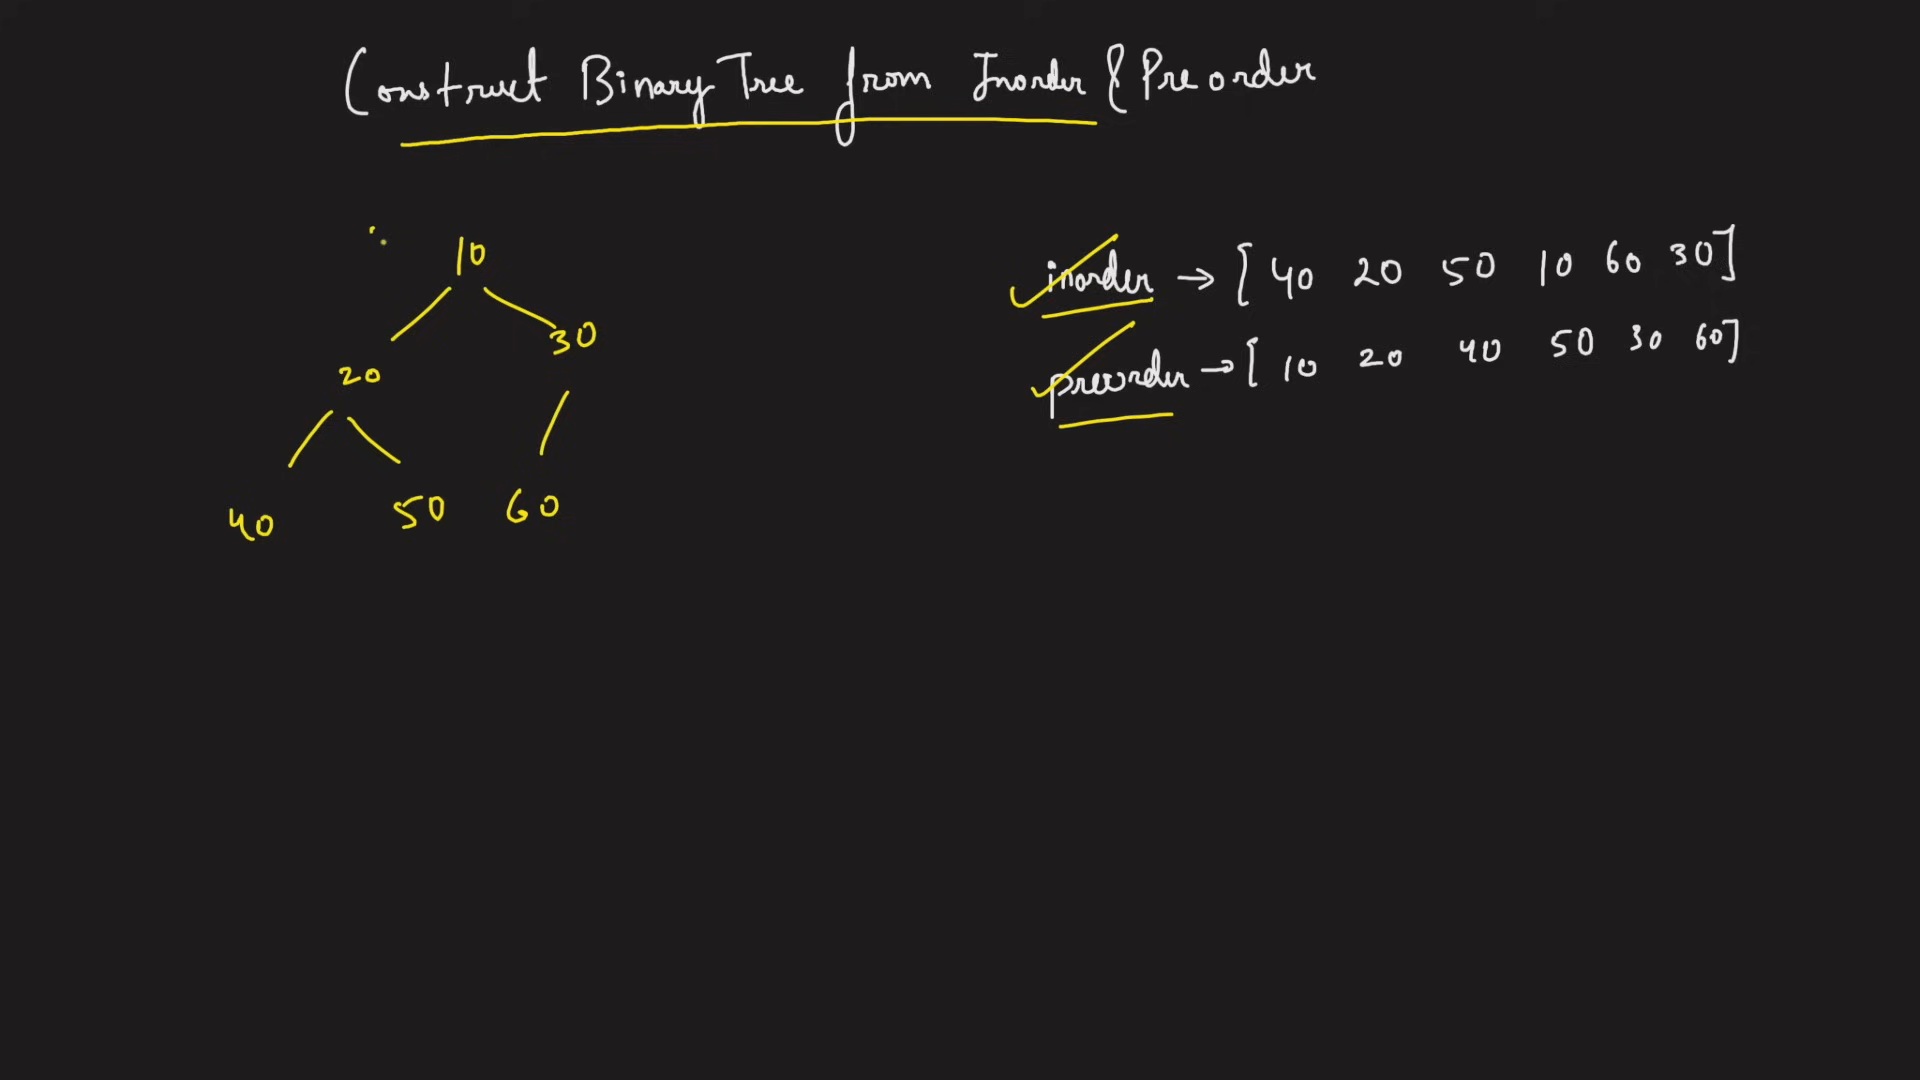 Construct Binary Tree from Inorder & Preorder
10
20 30
40 50 60
inorder → [ 40 20 50 10 60 30 ]
preorder → [ 10 20 40 50 30 60 ]